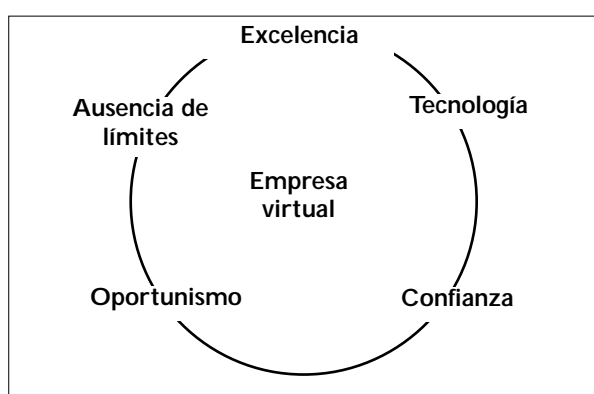 Excelencia
Ausencia de
límites
Tecnología
Empresa
virtual
Oportunismo
Confianza